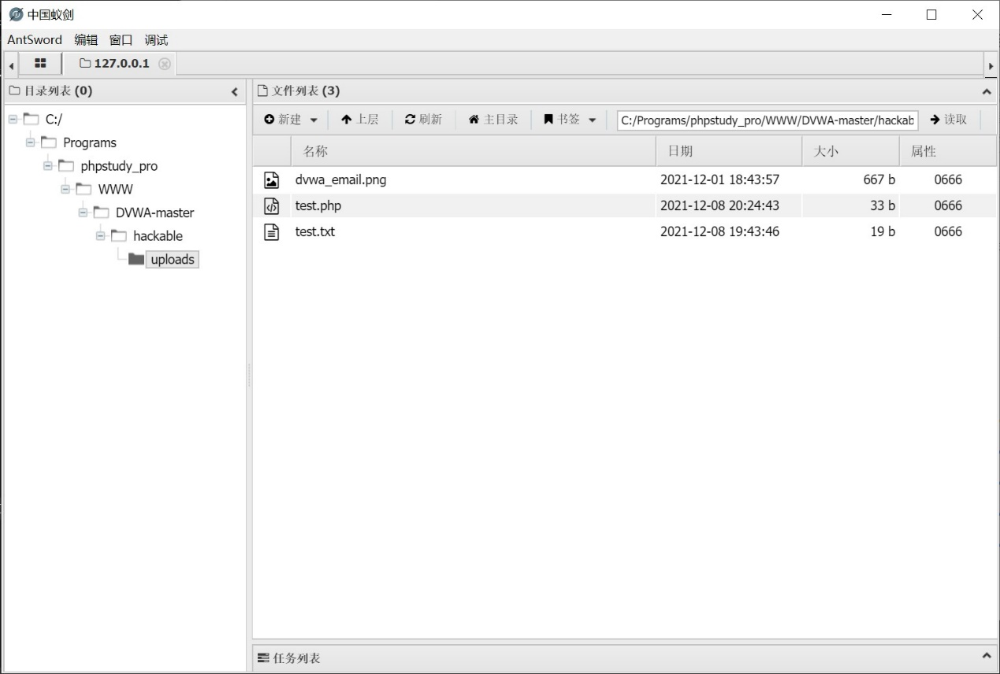 中国蚁剑
AntSword 编辑 窗口 调试
127.0.0.1
目录列表 (0)
文件列表 (3)
新建 上层 刷新 主目录 书签 C:/Programs/phpstudy_pro/WWW/DVWA-master/hackab 读取
C:/
Programs
phpstudy_pro
WWW
DVWA-master
hackable
uploads
名称 日期 大小 属性
dvwa_email.png 2021-12-01 18:43:57 667 b 0666
test.php 2021-12-08 20:24:43 33 b 0666
test.txt 2021-12-08 19:43:46 19 b 0666
任务列表